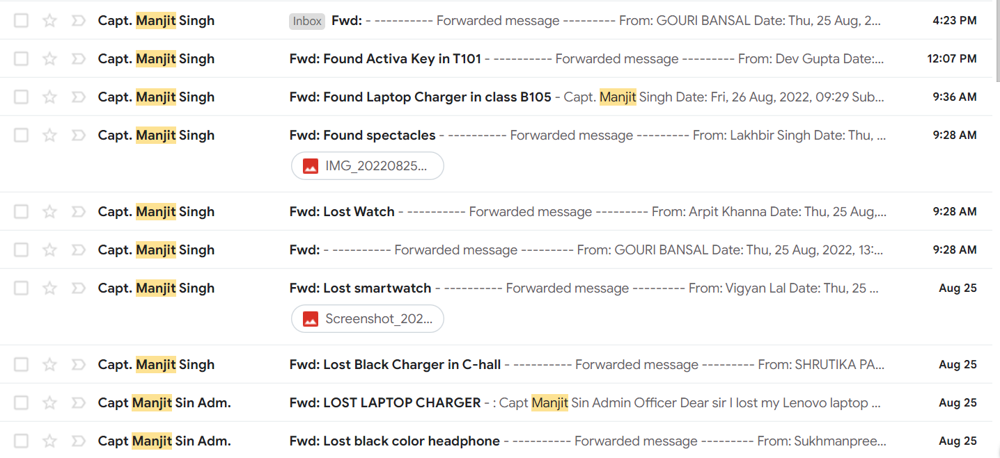 Capt. Manjit Singh Inbox Fwd: - ---------- Forwarded message --------- From: GOURI BANSAL Date: Thu, 25 Aug, 2... 4:23 PM
Capt. Manjit Singh Fwd: Found Activa Key in T101 - ---------- Forwarded message --------- From: Dev Gupta Date:... 12:07 PM
Capt. Manjit Singh Fwd: Found Laptop Charger in class B105 - Capt. Manjit Singh Date: Fri, 26 Aug, 2022, 09:29 Sub... 9:36 AM
Capt. Manjit Singh Fwd: Found spectacles - ---------- Forwarded message --------- From: Lakhbir Singh Date: Thu, ... 9:28 AM
IMG_20220825...
Capt. Manjit Singh Fwd: Lost Watch - ---------- Forwarded message --------- From: Arpit Khanna Date: Thu, 25 Aug,... 9:28 AM
Capt. Manjit Singh Fwd: - ---------- Forwarded message --------- From: GOURI BANSAL Date: Thu, 25 Aug, 2022, 13:... 9:28 AM
Capt. Manjit Singh Fwd: Lost smartwatch - ---------- Forwarded message --------- From: Vigyan Lal Date: Thu, 25 ... Aug 25
Screenshot_202...
Capt. Manjit Singh Fwd: Lost Black Charger in C-hall - ---------- Forwarded message --------- From: SHRUTIKA PA... Aug 25
Capt Manjit Sin Adm. Fwd: LOST LAPTOP CHARGER - : Capt Manjit Sin Admin Officer Dear sir I lost my Lenovo laptop ... Aug 25
Capt Manjit Sin Adm. Fwd: Lost black color headphone - ---------- Forwarded message --------- From: Sukhmanpree... Aug 25